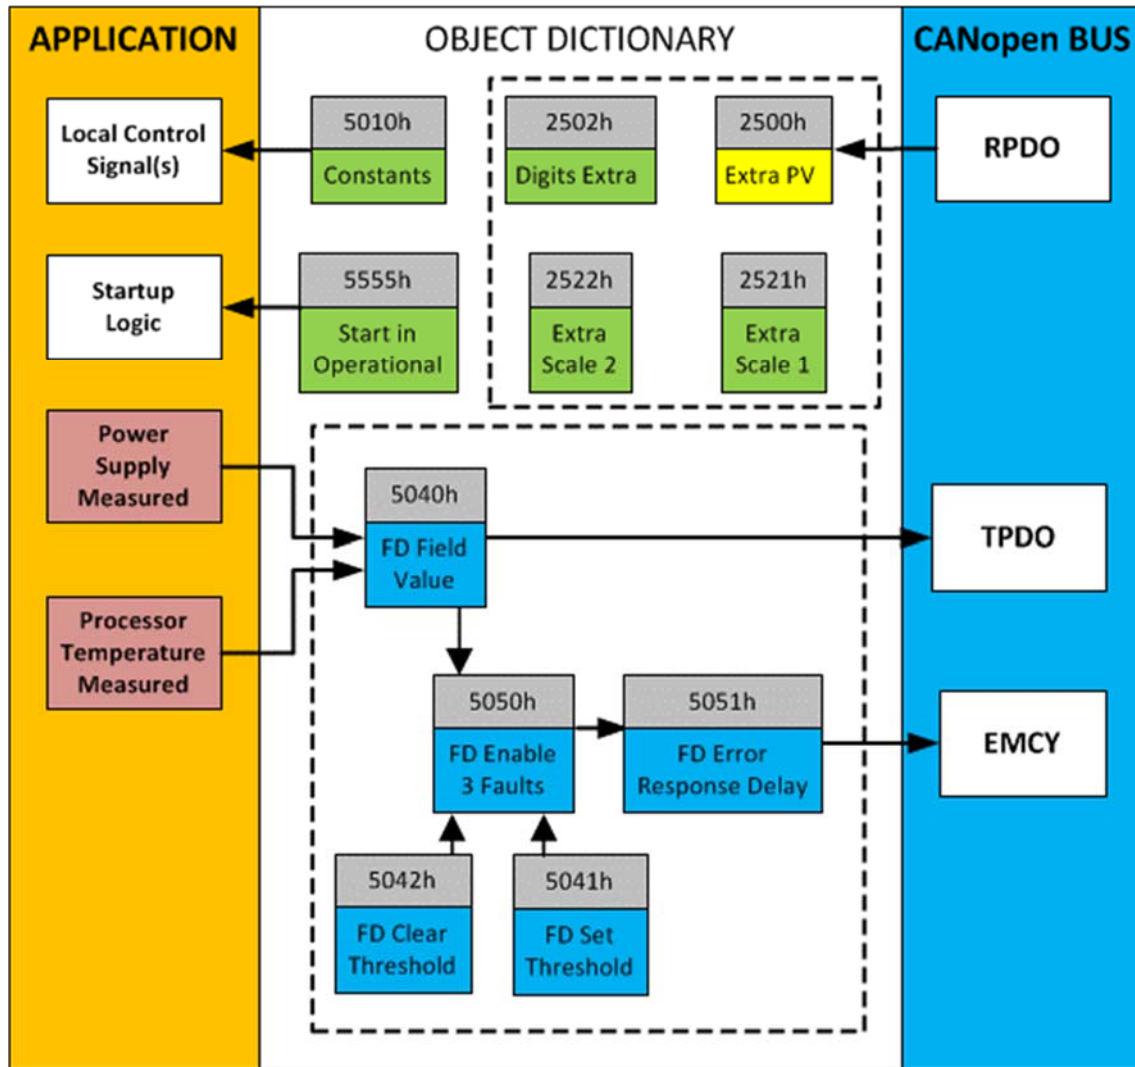 APPLICATION
OBJECT DICTIONARY
CANopen BUS
Local Control
Signal(s)
5010h
Constants
2502h
Digits Extra
2500h
Extra PV
RPDO
Startup
Logic
5555h
Start in
Operational
2522h
Extra
Scale 2
2521h
Extra
Scale 1
Power
Supply
Measured
5040h
FD Field
Value
TPDO
Processor
Temperature
Measured
5050h
FD Enable
3 Faults
5051h
FD Error
Response Delay
EMCY
5042h
FD Clear
Threshold
5041h
FD Set
Threshold